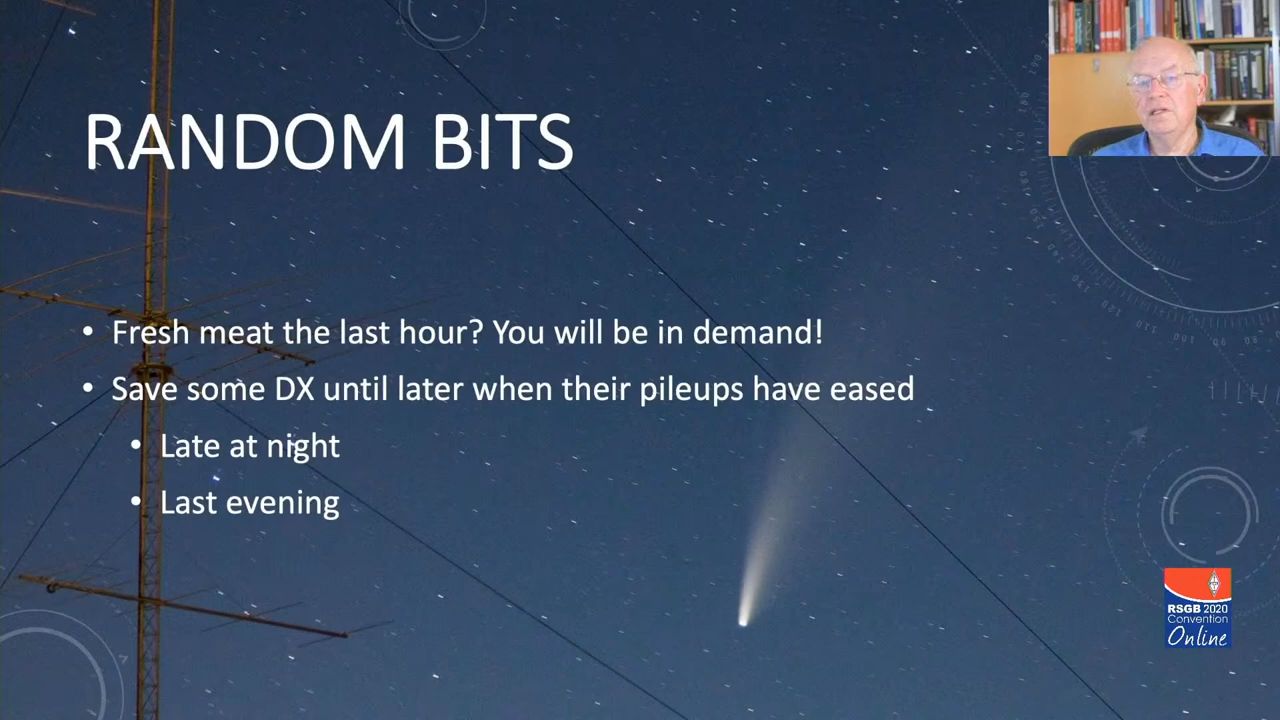 RANDOM BITS
• Fresh meat the last hour? You will be in demand!
• Save some DX until later when their pileups have eased
• Late at night
• Last evening
RSGB 2020
Convention
Online